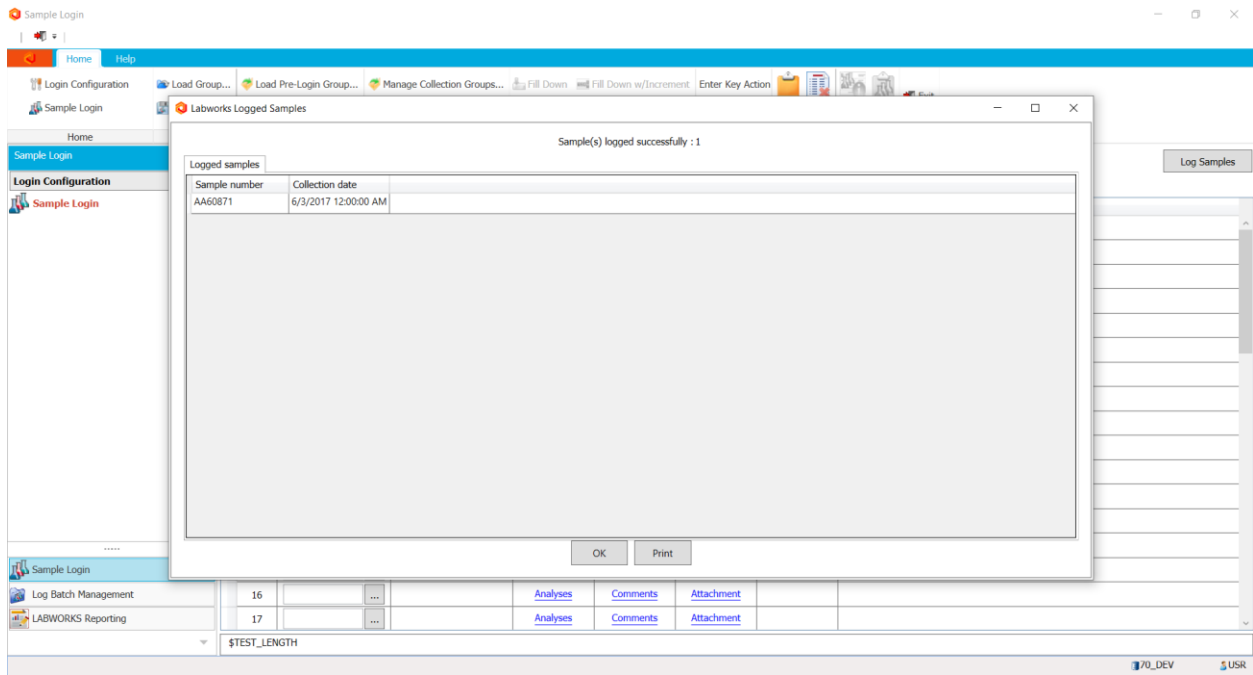 Sample Login
Home Help
Login Configuration Load Group... Load Pre-Login Group... Manage Collection Groups... Fill Down Fill Down w/Increment Enter Key Action
Sample Login
Home
Labworks Logged Samples
Sample(s) logged successfully : 1
Logged samples
Sample number Collection date
AA60871 6/3/2017 12:00:00 AM
OK Print
Sample Login
Log Samples
Login Configuration
Sample Login
.....
Sample Login
Log Batch Management
LABWORKS Reporting
16 ... Analyses Comments Attachment
17 ... Analyses Comments Attachment
$TEST_LENGTH
70_DEV USR